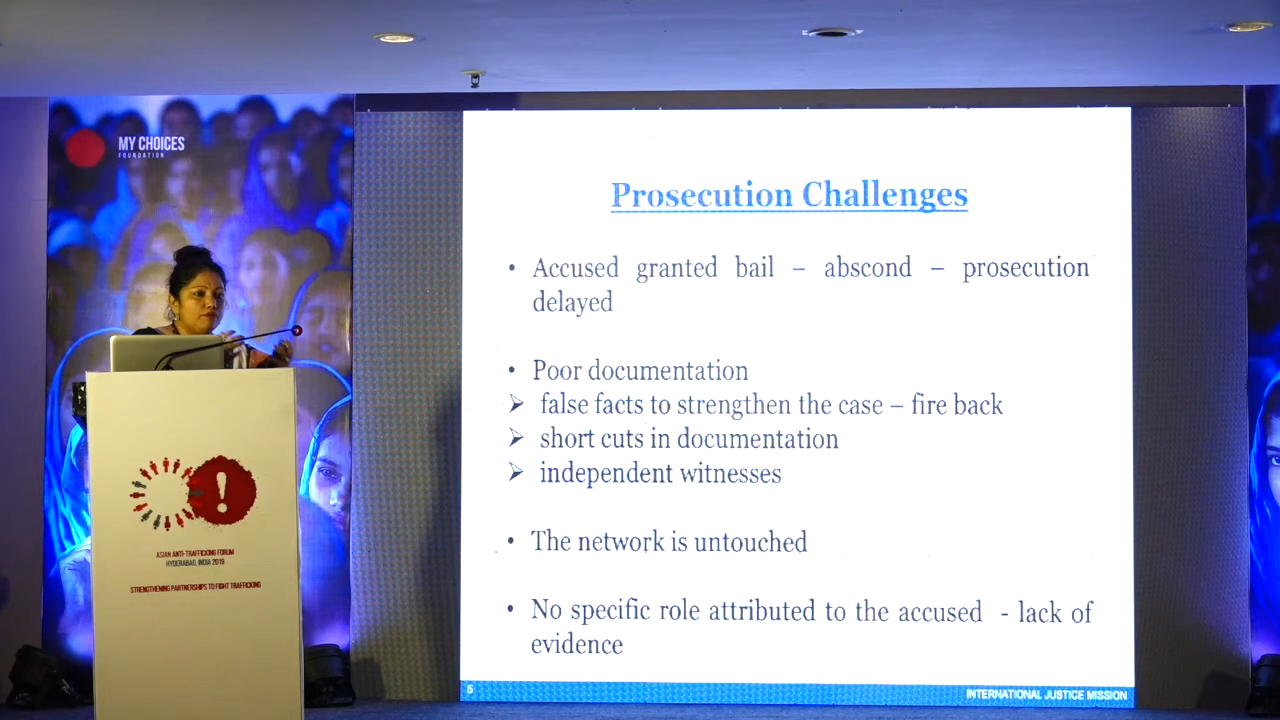 MY CHOICES
FOUNDATION
Prosecution Challenges
• Accused granted bail – abscond – prosecution
delayed
• Poor documentation
➢ false facts to strengthen the case – fire back
➢ short cuts in documentation
➢ independent witnesses
• The network is untouched
• No specific role attributed to the accused - lack of
evidence
5
INTERNATIONAL JUSTICE MISSION
!
ASIAN ANTI-TRAFFICKING FORUM
HYDERABAD, INDIA 2019
STRENGTHENING PARTNERSHIPS TO FIGHT TRAFFICKING